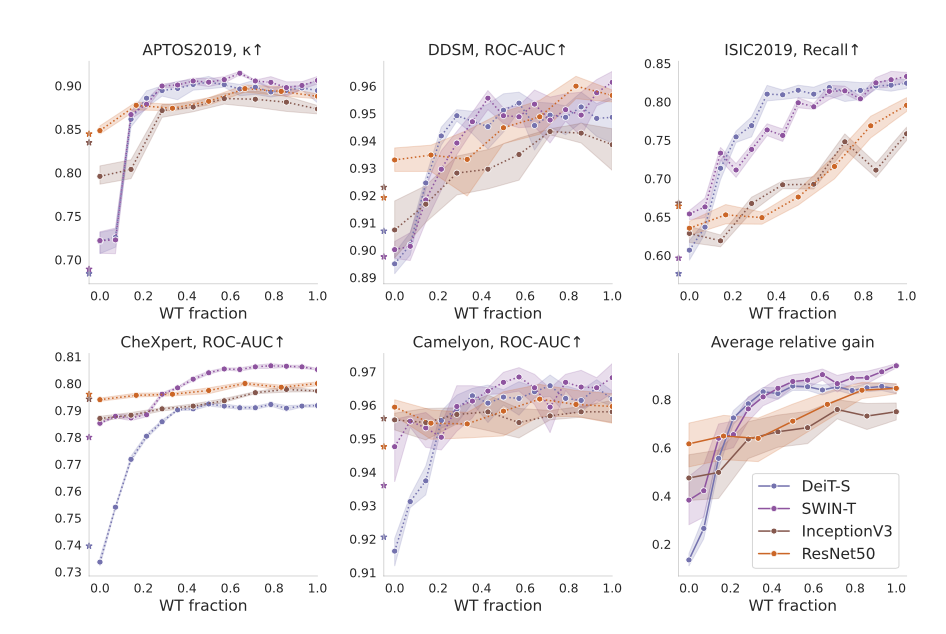 APTOS2019, κ↑
0.90
0.85
0.80
0.75
0.70
0.0 0.2 0.4 0.6 0.8 1.0
WT fraction
DDSM, ROC-AUC↑
0.96
0.95
0.94
0.93
0.92
0.91
0.90
0.89
0.0 0.2 0.4 0.6 0.8 1.0
WT fraction
ISIC2019, Recall↑
0.85
0.80
0.75
0.70
0.65
0.60
0.0 0.2 0.4 0.6 0.8 1.0
WT fraction
CheXpert, ROC-AUC↑
0.81
0.80
0.79
0.78
0.77
0.76
0.75
0.74
0.73
0.0 0.2 0.4 0.6 0.8 1.0
WT fraction
Camelyon, ROC-AUC↑
0.97
0.96
0.95
0.94
0.93
0.92
0.91
0.0 0.2 0.4 0.6 0.8 1.0
WT fraction
Average relative gain
0.8
0.6
0.4
0.2
DeiT-S
SWIN-T
InceptionV3
ResNet50
0.0 0.2 0.4 0.6 0.8 1.0
WT fraction